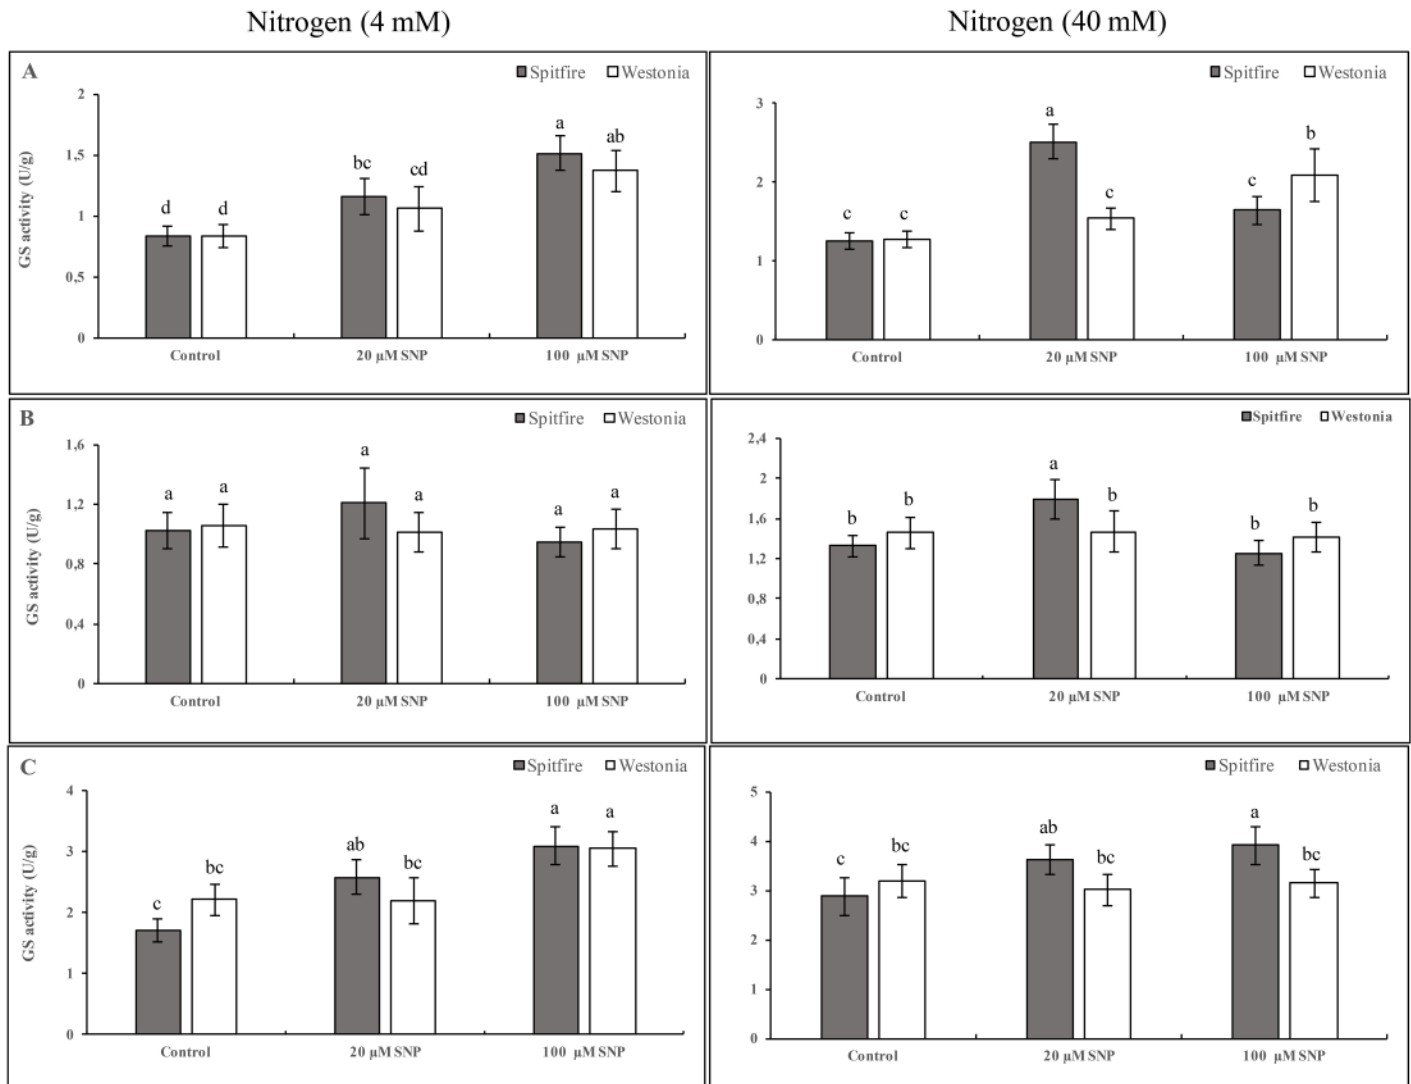 Nitrogen (4 mM)
Nitrogen (40 mM)
A
Spitfire Westonia
GS activity (U/g)
2
1,5
1
0,5
0
d d bc cd a ab
Control 20 µM SNP 100 µM SNP
Spitfire Westonia
3
2
1
0
c c a c c b
Control 20 µM SNP 100 µM SNP
B
Spitfire Westonia
GS activity (U/g)
1,6
1,2
0,8
0,4
0
a a a a a a
Control 20 µM SNP 100 µM SNP
Spitfire Westonia
2,4
2
1,6
1,2
0,8
0,4
0
b b a b b b
Control 20 µM SNP 100 µM SNP
C
Spitfire Westonia
GS activity (U/g)
4
3
2
1
0
c bc ab bc a a
Control 20 µM SNP 100 µM SNP
Spitfire Westonia
5
4
3
2
1
0
c bc ab bc a bc
Control 20 µM SNP 100 µM SNP